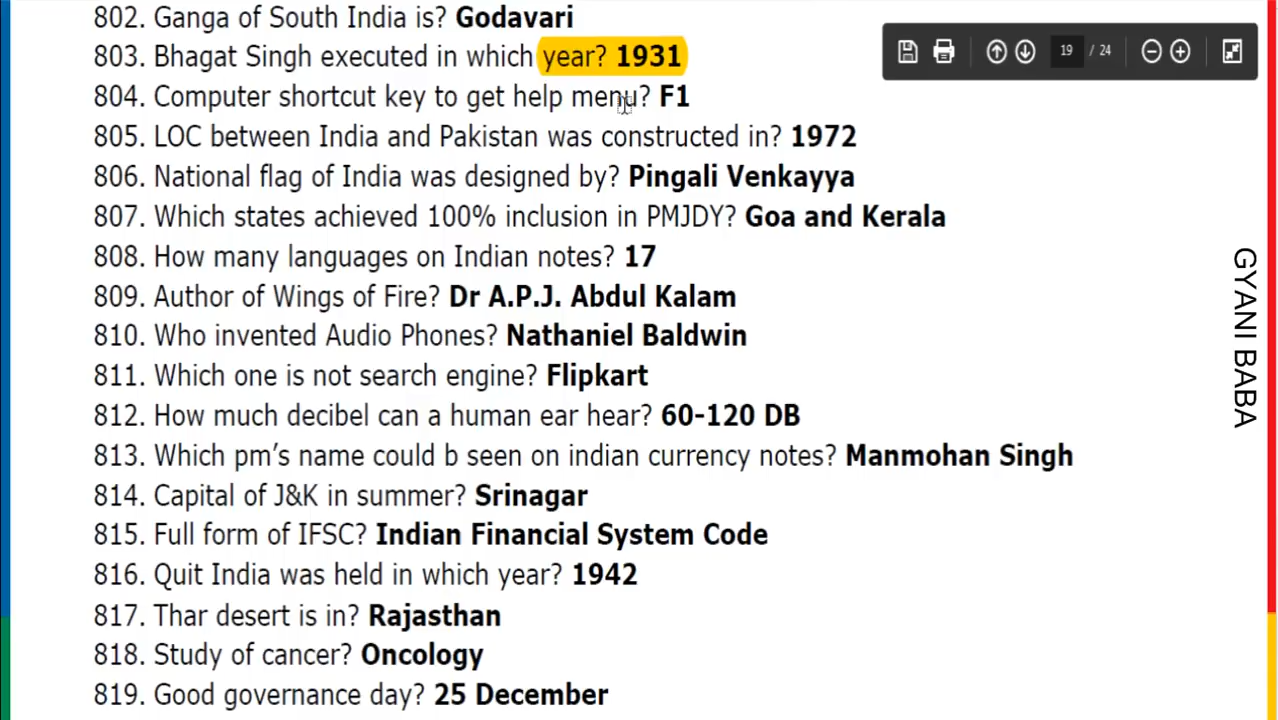 802. Ganga of South India is? Godavari
803. Bhagat Singh executed in which year? 1931
804. Computer shortcut key to get help menu? F1
805. LOC between India and Pakistan was constructed in? 1972
806. National flag of India was designed by? Pingali Venkayya
807. Which states achieved 100% inclusion in PMJDY? Goa and Kerala
808. How many languages on Indian notes? 17
809. Author of Wings of Fire? Dr A.P.J. Abdul Kalam
810. Who invented Audio Phones? Nathaniel Baldwin
811. Which one is not search engine? Flipkart
812. How much decibel can a human ear hear? 60-120 DB
813. Which pm’s name could b seen on indian currency notes? Manmohan Singh
814. Capital of J&K in summer? Srinagar
815. Full form of IFSC? Indian Financial System Code
816. Quit India was held in which year? 1942
817. Thar desert is in? Rajasthan
818. Study of cancer? Oncology
819. Good governance day? 25 December
19 / 24
GYANI BABA